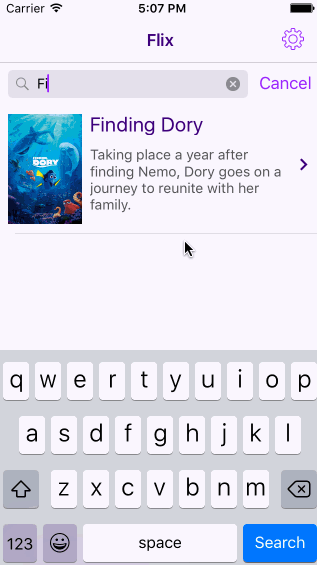 Carrier 5:07 PM
Flix
Fi Cancel
Finding Dory
Taking place a year after
finding Nemo, Dory goes on a
journey to reunite with her
family.
DORY
q w e r t y u i o p
a s d f g h j k l
z x c v b n m
123 space Search